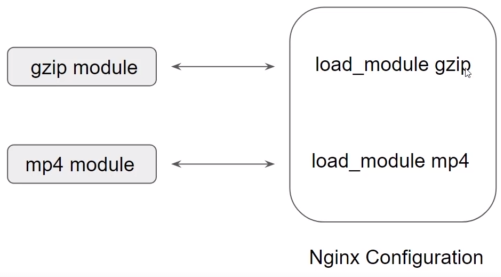 gzip module
load_module gzip
mp4 module
load_module mp4
Nginx Configuration